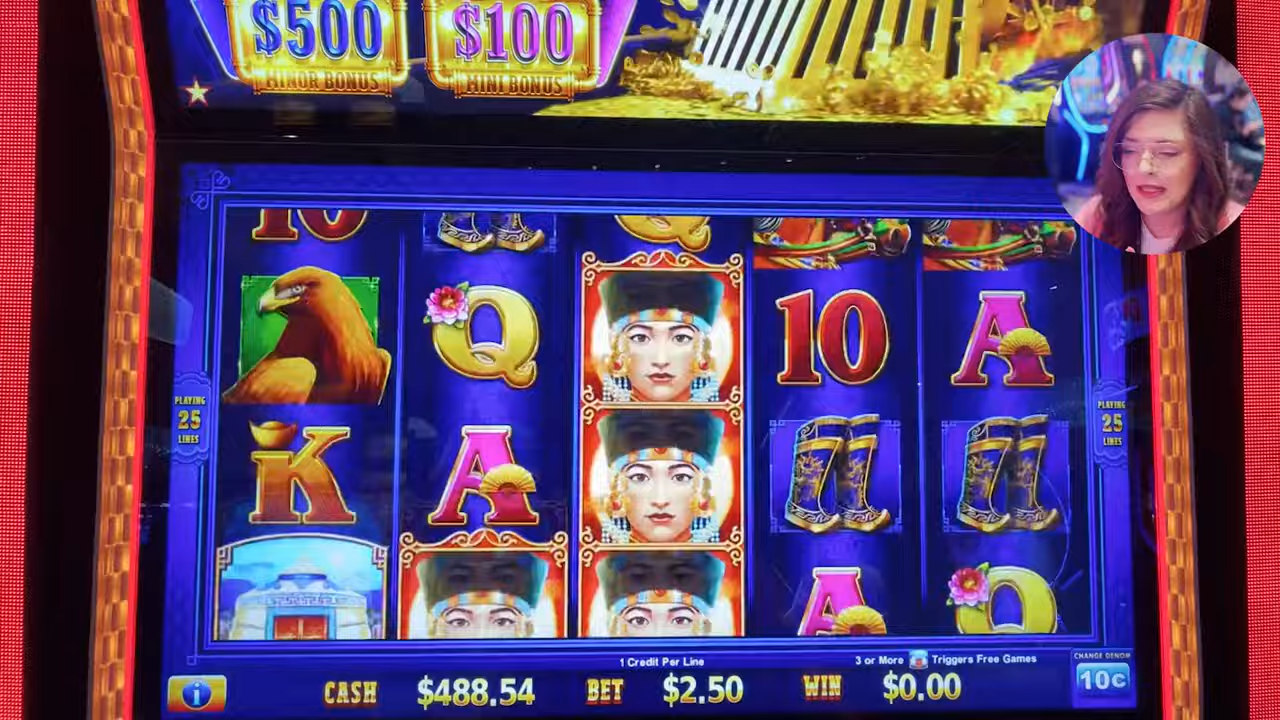 $500
$100
MINOR BONUS
MINI BONUS
10
Q
Q
10
A
PLAYING
25
LINES
PLAYING
25
LINES
K
A
A
Q
1 Credit Per Line
3 or More Triggers Free Games
CHANGE DENOM
10¢
i
CASH
$488.54
BET
$2.50
WIN
$0.00